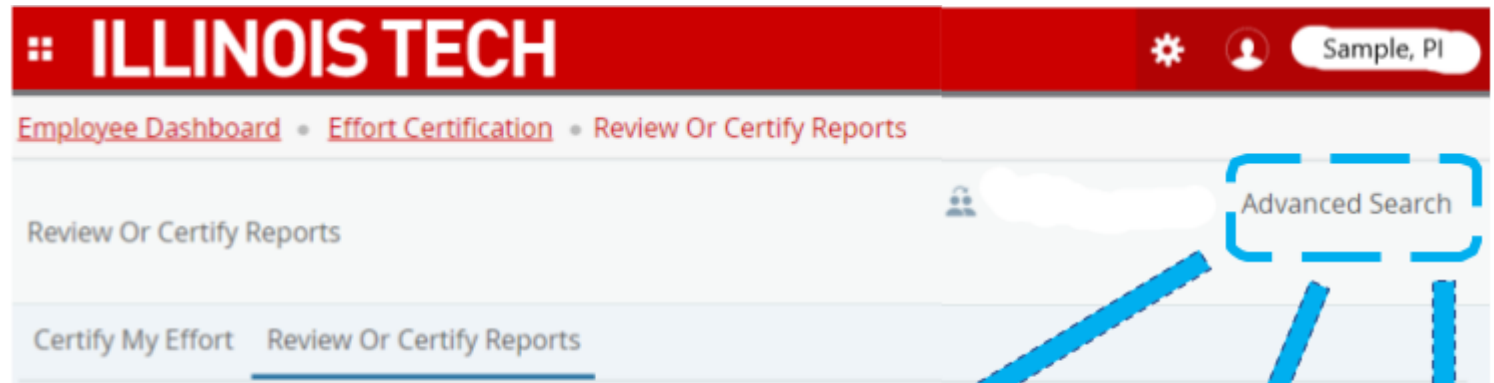 ILLINOIS TECH Sample, PI
Employee Dashboard • Effort Certification • Review Or Certify Reports
Advanced Search
Review Or Certify Reports
Certify My Effort Review Or Certify Reports